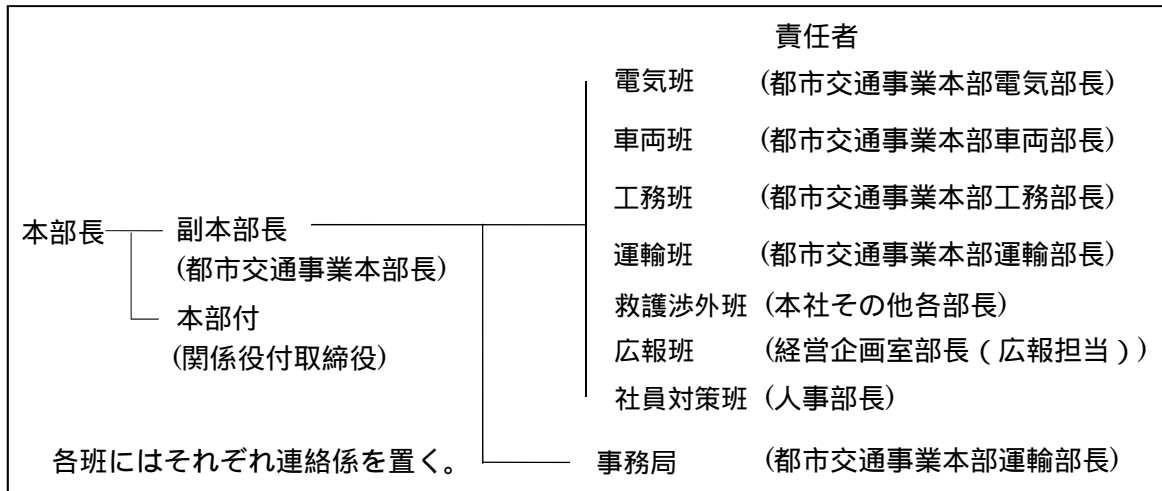 責任者
電気班 (都市交通事業本部電気部長)
車両班 (都市交通事業本部車両部長)
工務班 (都市交通事業本部工務部長)
本部長 副本部長
運輸班 (都市交通事業本部運輸部長)
(都市交通事業本部長)
救護渉外班 (本社その他各部長)
本部付
広報班 (経営企画室部長（広報担当）)
(関係役付取締役)
社員対策班 (人事部長)
各班にはそれぞれ連絡係を置く。
事務局 (都市交通事業本部運輸部長)